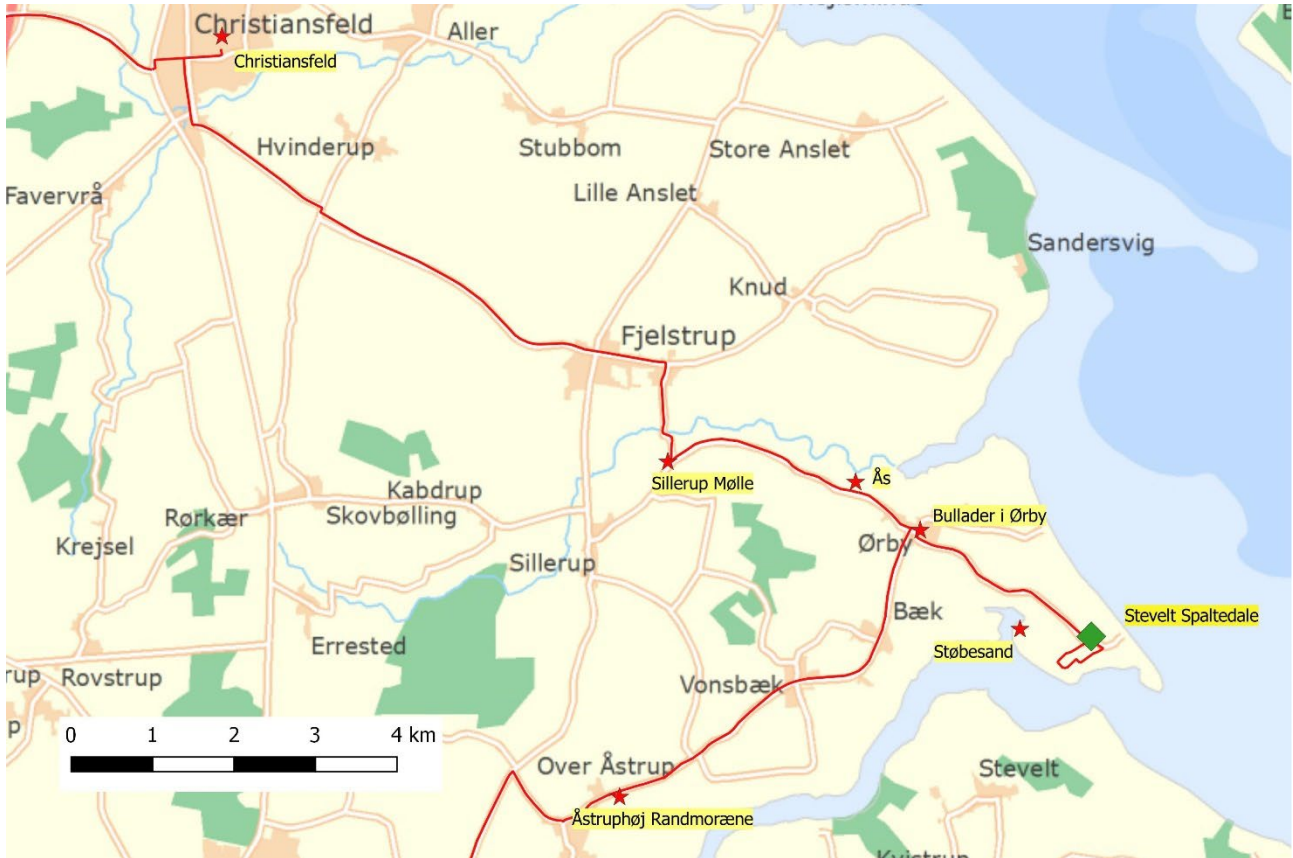 Christiansfeld
Christiansfeld
Aller
Hvinderup
Stubbom
Store Anslet
Favervrå
Lille Anslet
Sandersvig
Knud
Fjelstrup
Sillerup Mølle
Ås
Kabdrup
Skovbølling
Rørkær
Krejsel
Bullader i Ørby
Ørby
Sillerup
Bæk
Stevelt Spaltedale
Errested
Støbesand
rup
Rovstrup
Vonsbæk
p
0 1 2 3 4 km
Over Åstrup
Stevelt
Åstruphøj Randmoræne